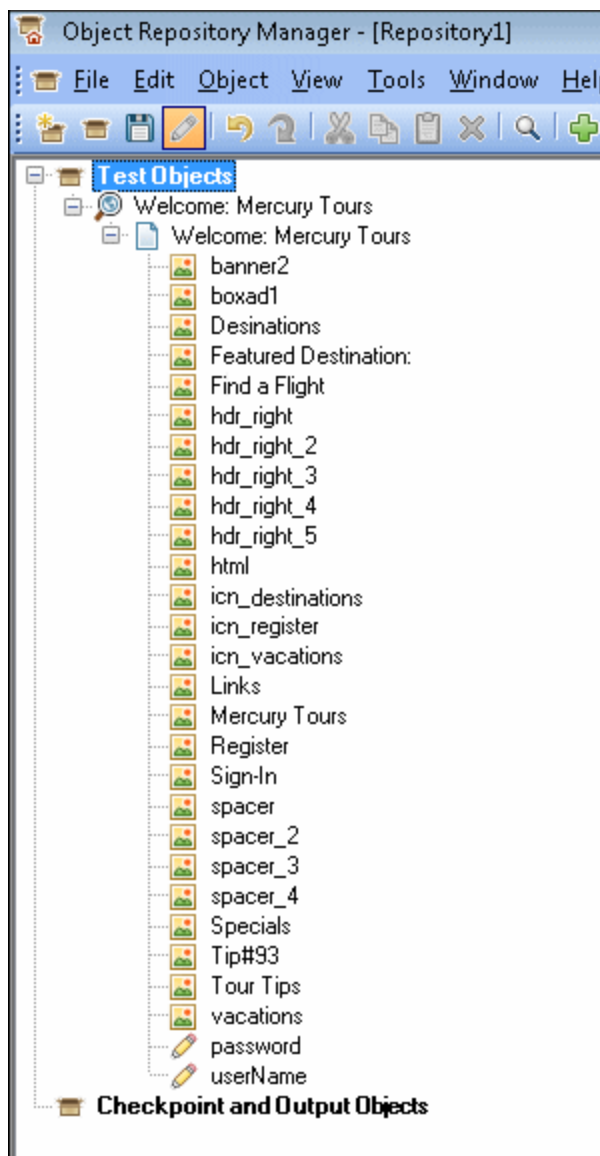 Object Repository Manager - [Repository1]
File Edit Object View Tools Window Help
Test Objects
Welcome: Mercury Tours
Welcome: Mercury Tours
banner2
boxad1
Desinations
Featured Destination:
Find a Flight
hdr_right
hdr_right_2
hdr_right_3
hdr_right_4
hdr_right_5
html
icn_destinations
icn_register
icn_vacations
Links
Mercury Tours
Register
Sign-In
spacer
spacer_2
spacer_3
spacer_4
Specials
Tip#93
Tour Tips
vacations
password
userName
Checkpoint and Output Objects